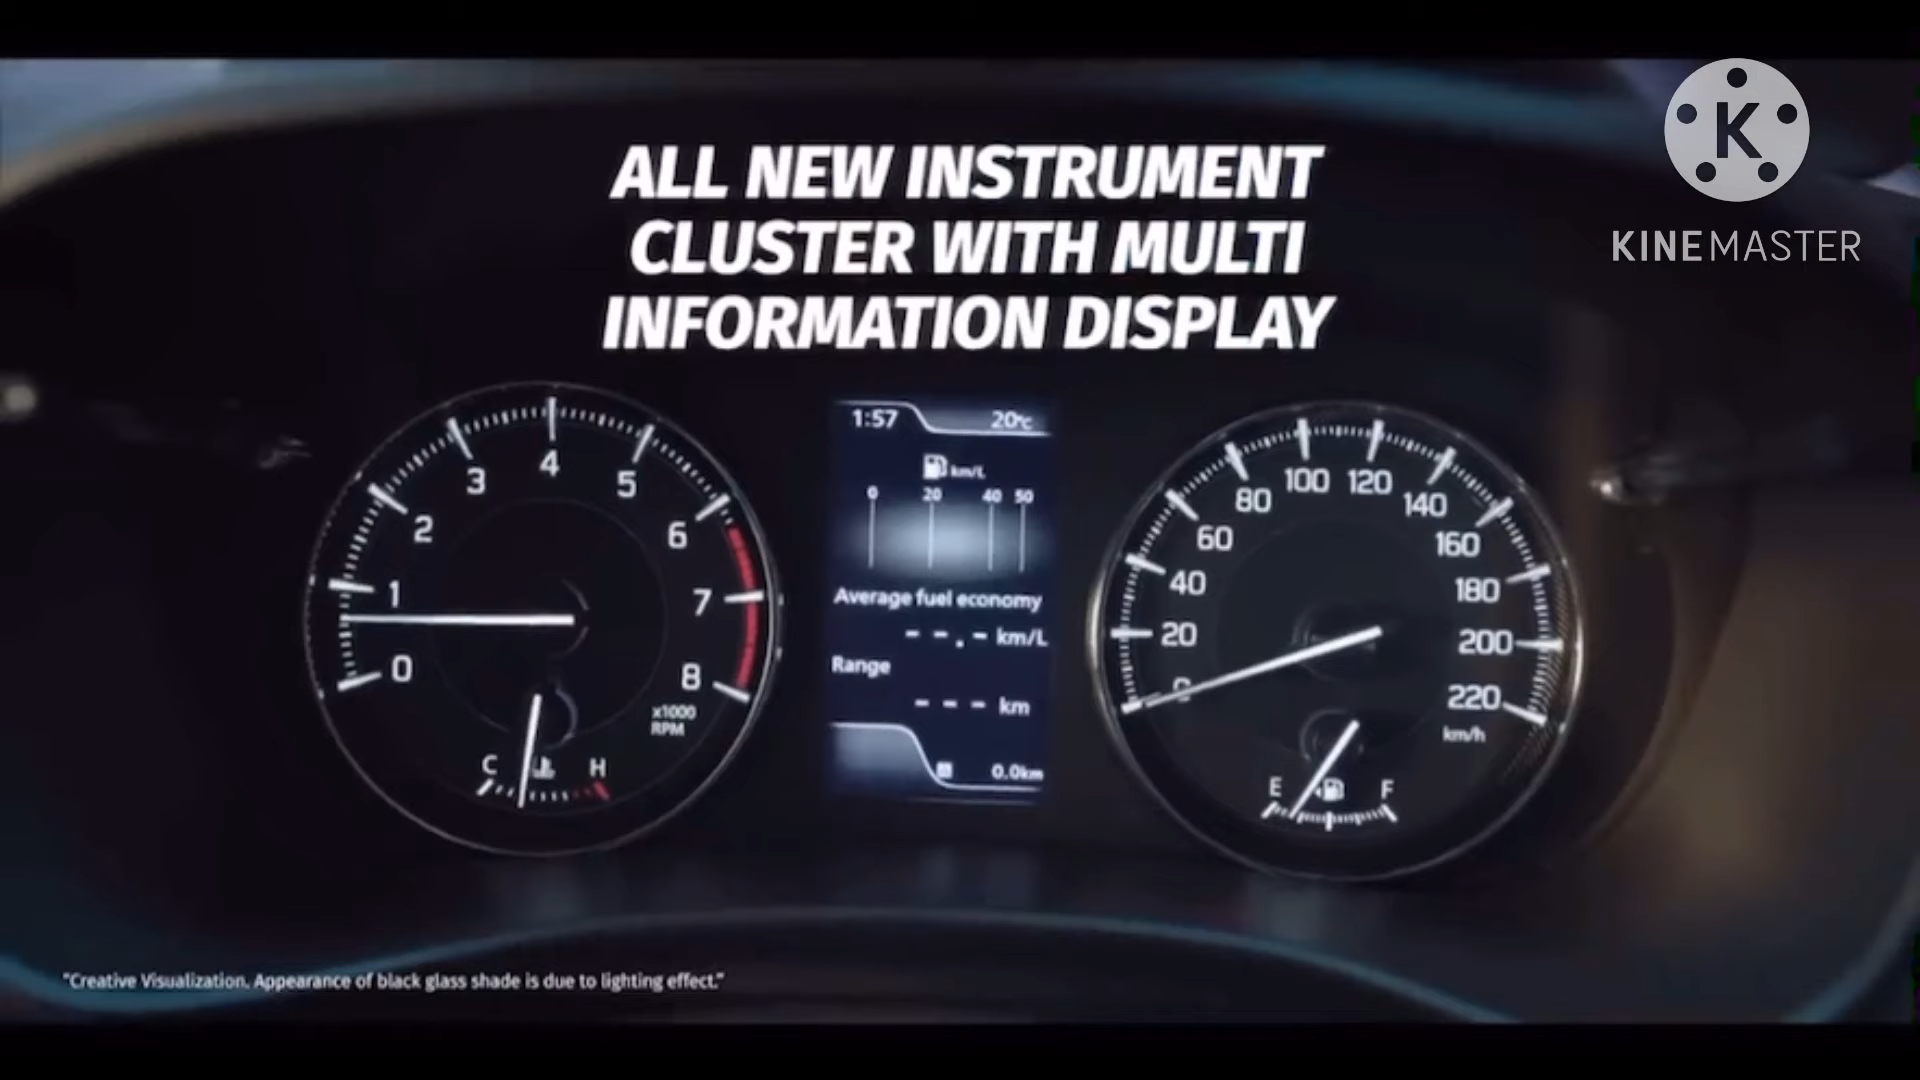 ALL NEW INSTRUMENT
CLUSTER WITH MULTI
INFORMATION DISPLAY
K
KINEMASTER
0
1
2
3
4
5
6
7
8
x1000
RPM
C
H
1:57 20°C
km/L
0 20 40 50
Average fuel economy
--.- km/L
Range
--- km
0.0km
0
20
40
60
80
100
120
140
160
180
200
220
km/h
E
F
"Creative Visualization. Appearance of black glass shade is due to lighting effect."